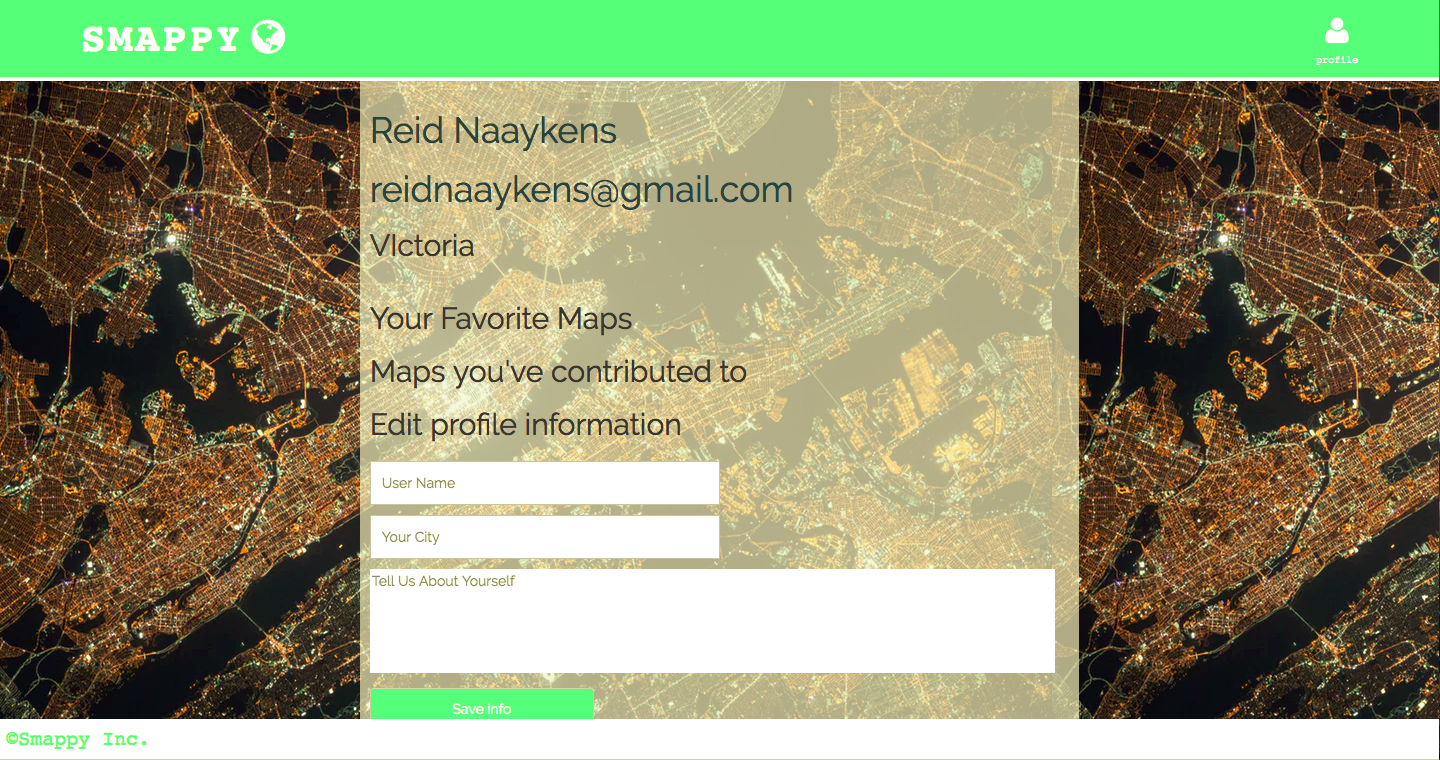 SMAPPY
profile
Reid Naaykens
reidnaaykens@gmail.com
VIctoria
Your Favorite Maps
Maps you've contributed to
Edit profile information
User Name
Your City
Tell Us About Yourself
Save Info
©Smappy Inc.